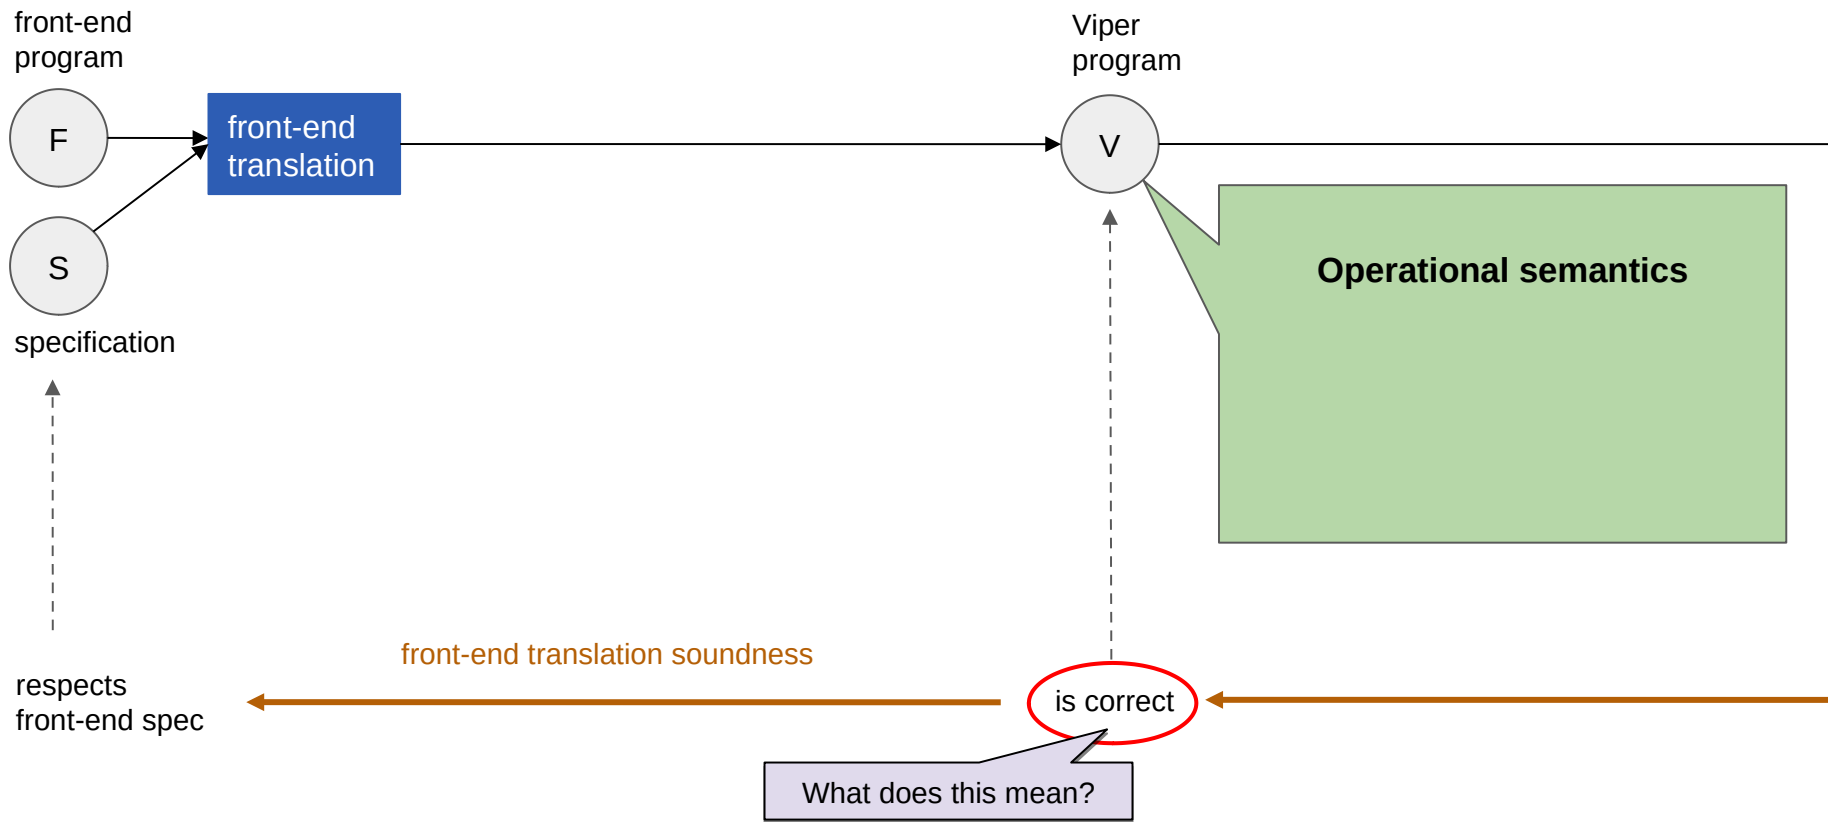 front-end
program
Viper
program
F
front-end
translation
V
S
Operational semantics
specification
front-end translation soundness
respects
front-end spec
is correct
What does this mean?